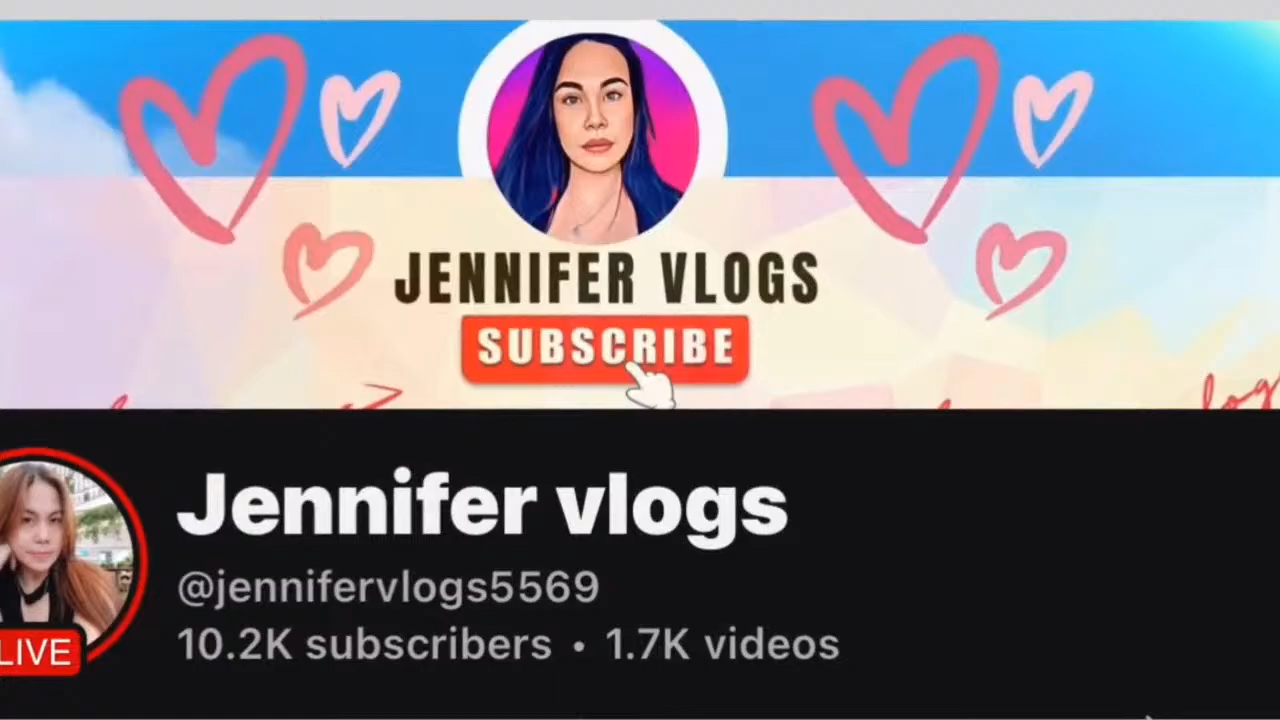 JENNIFER VLOGS
SUBSCRIBE
Jennifer vlogs
@jennifervlogs5569
10.2K subscribers • 1.7K videos
LIVE